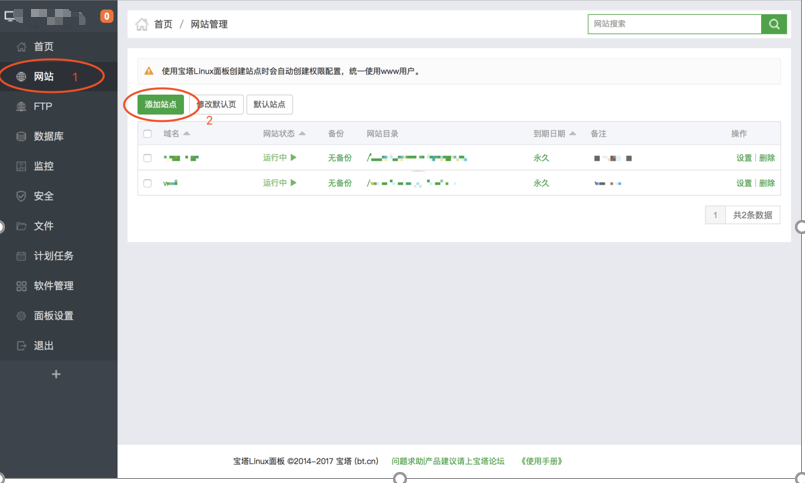 0
首页 / 网站管理
网站搜索
首页
网站 1
FTP
数据库
监控
安全
文件
计划任务
软件管理
面板设置
退出
+
使用宝塔Linux面板创建站点时会自动创建权限配置，统一使用www用户。
添加站点 修改默认页 默认站点
2
域名 网站状态 备份 网站目录 到期日期 备注 操作
运行中 无备份 永久 设置 | 删除
运行中 无备份 永久 设置 | 删除
1 共2条数据
宝塔Linux面板 ©2014-2017 宝塔 (bt.cn) 问题求助|产品建议请上宝塔论坛 《使用手册》